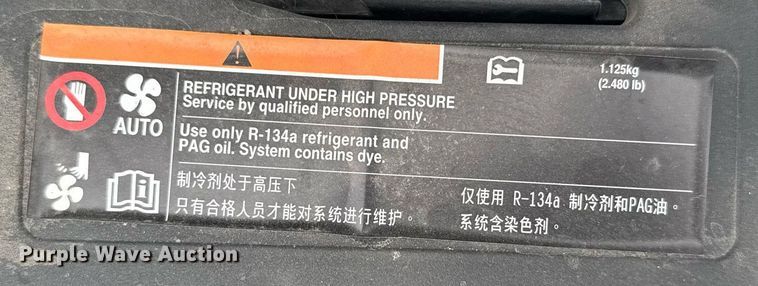 1.125kg
(2.480 lb)
REFRIGERANT UNDER HIGH PRESSURE
Service by qualified personnel only.
AUTO
Use only R-134a refrigerant and
PAG oil. System contains dye.
制冷剂处于高压下
只有合格人员才能对系统进行维护。
仅使用 R-134a 制冷剂和PAG油。
系统含染色剂。
Purple Wave Auction